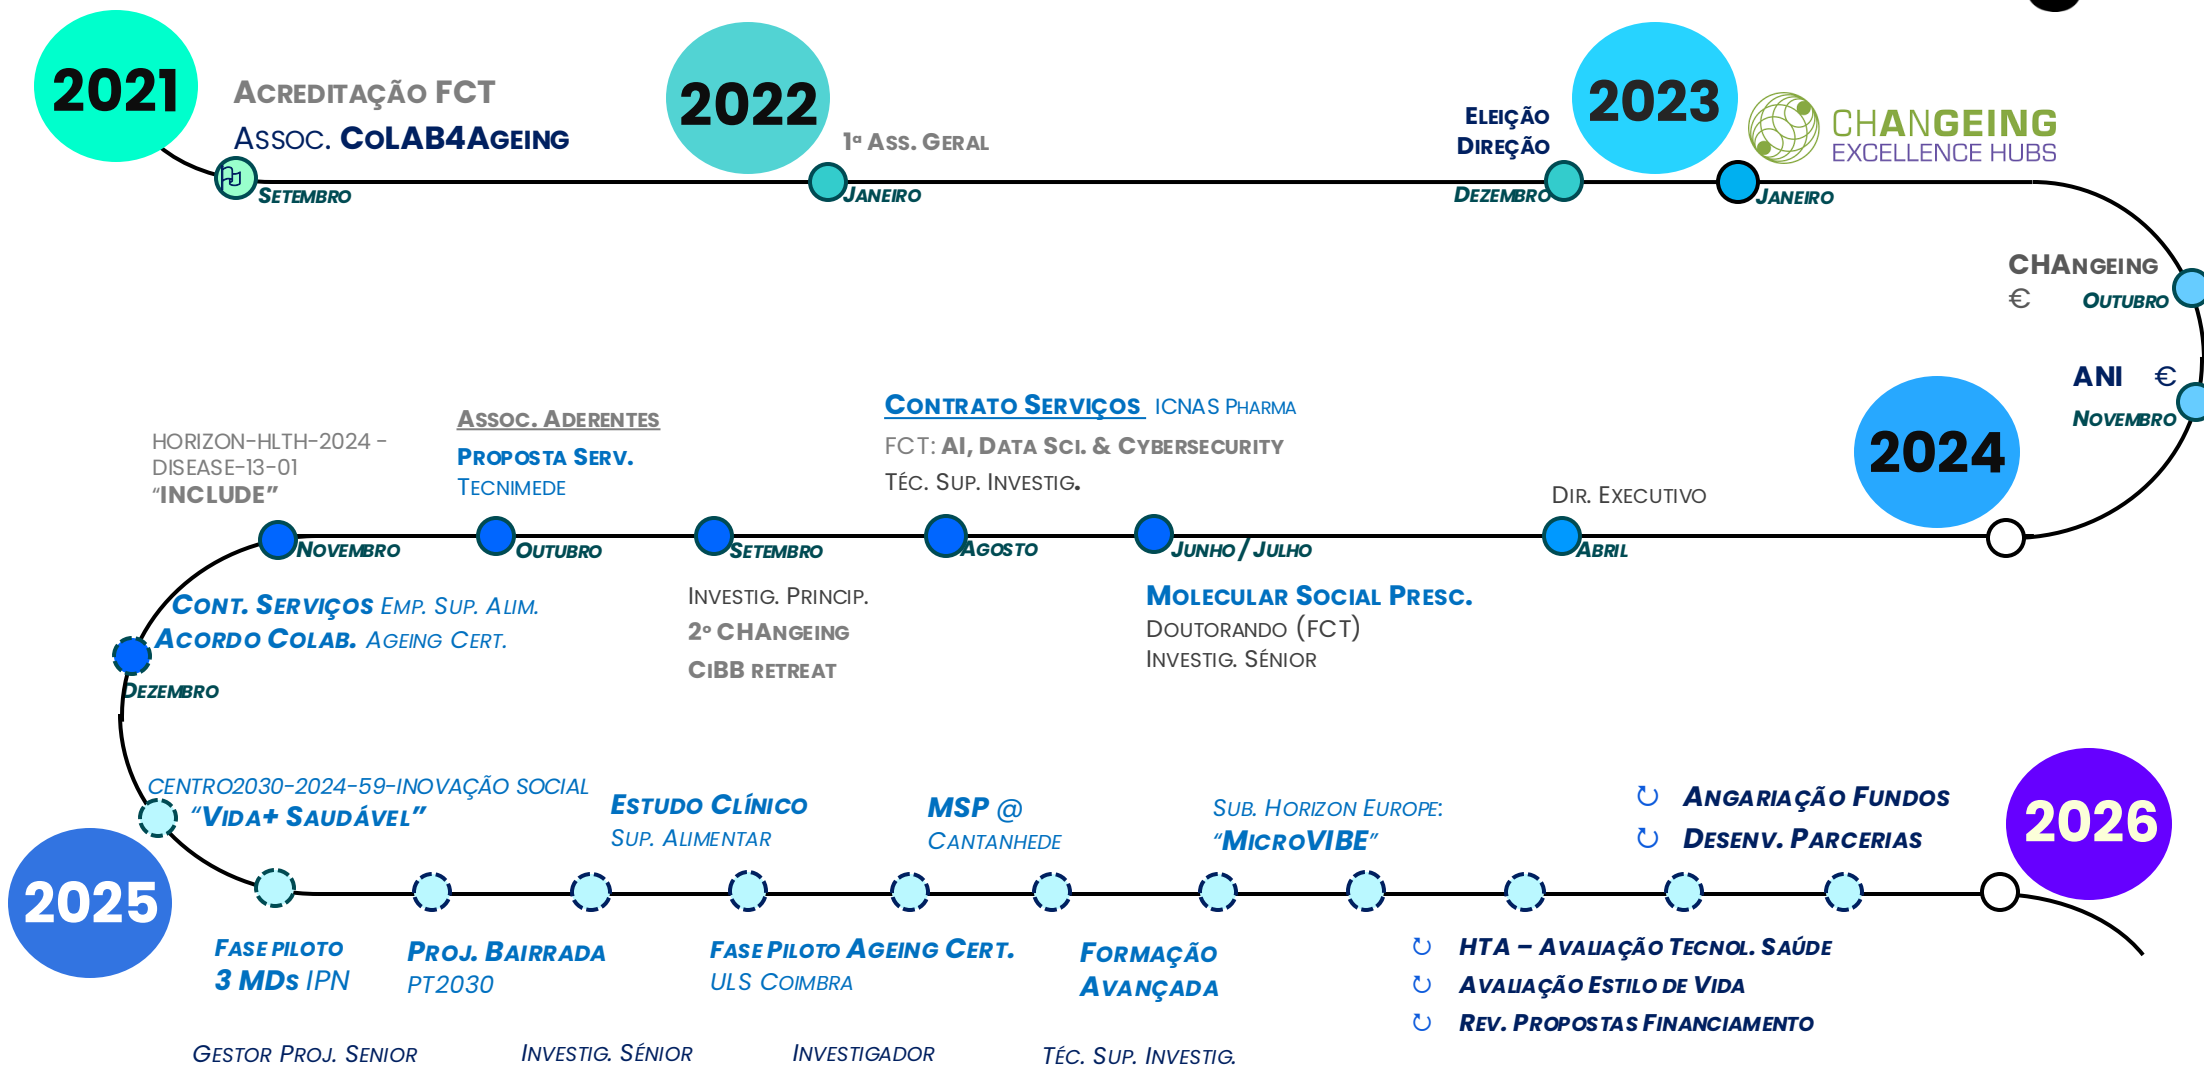 2021
Acreditação FCT
Assoc. CoLAB4Ageing
Setembro
2022
1ª Ass. Geral
Janeiro
Eleição
Direção
Dezembro
2023
CHANGEING
EXCELLENCE HUBS
Janeiro
CHAngeing
€ Outubro
ANI €
Novembro
2024
Dir. Executivo
Abril
Contrato Serviços ICNAS Pharma
FCT: AI, Data Sci. & Cybersecurity
Téc. Sup. Investig.
Junho/Julho
Molecular Social Presc.
Doutorando (FCT)
Investig. Sénior
Agosto
Setembro
Investig. Princip.
2º CHAngeing
CiBB retreat
Assoc. Aderentes
Proposta Serv.
Tecnimede
Outubro
HORIZON-HLTH-2024 -
DISEASE-13-01
“INCLUDE”
Novembro
Cont. Serviços Emp. Sup. Alim.
Acordo Colab. Ageing Cert.
Dezembro
CENTRO2030-2024-59-INOVAÇÃO SOCIAL
“Vida+ Saudável”
2025
Estudo Clínico
Sup. Alimentar
MSP @
Cantanhede
Sub. Horizon Europe:
“MicroVIBE”
↻ Angariação Fundos
↻ Desenv. Parcerias
2026
Fase piloto
3 MDs IPN
Proj. Bairrada
PT2030
Fase Piloto Ageing Cert.
ULS Coimbra
Formação
Avançada
↻ HTA – Avaliação Tecnol. Saúde
↻ Avaliação Estilo de Vida
↻ Rev. Propostas Financiamento
Gestor Proj. Senior
Investig. Sénior
Investigador
Téc. Sup. Investig.